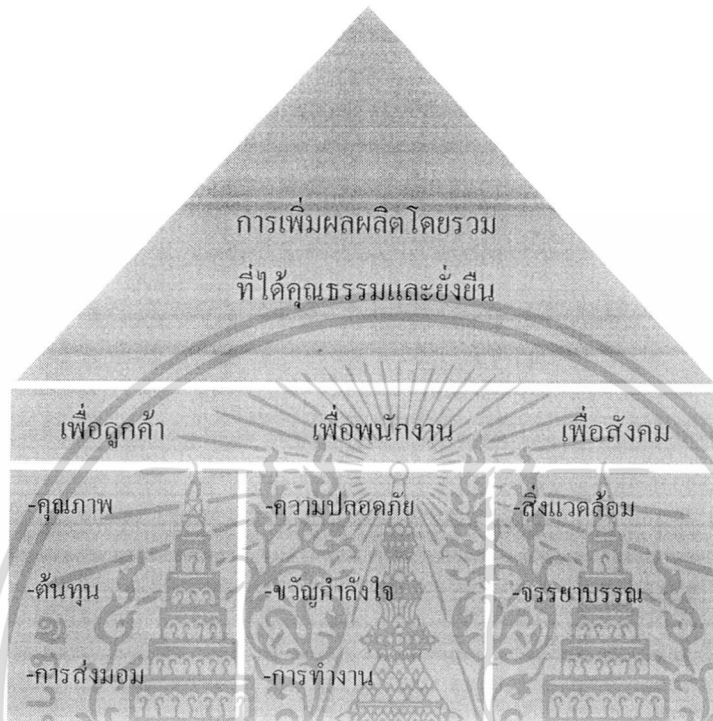 การเพิ่มผลผลิตโดยรวม
ที่ได้คุณธรรมและยั่งยืน
เพื่อลูกค้า เพื่อพนักงาน เพื่อสังคม
-คุณภาพ -ความปลอดภัย -สิ่งแวดล้อม
-ต้นทุน -ขวัญกำลังใจ -จรรยาบรรณ
-การส่งมอม -การทำงาน